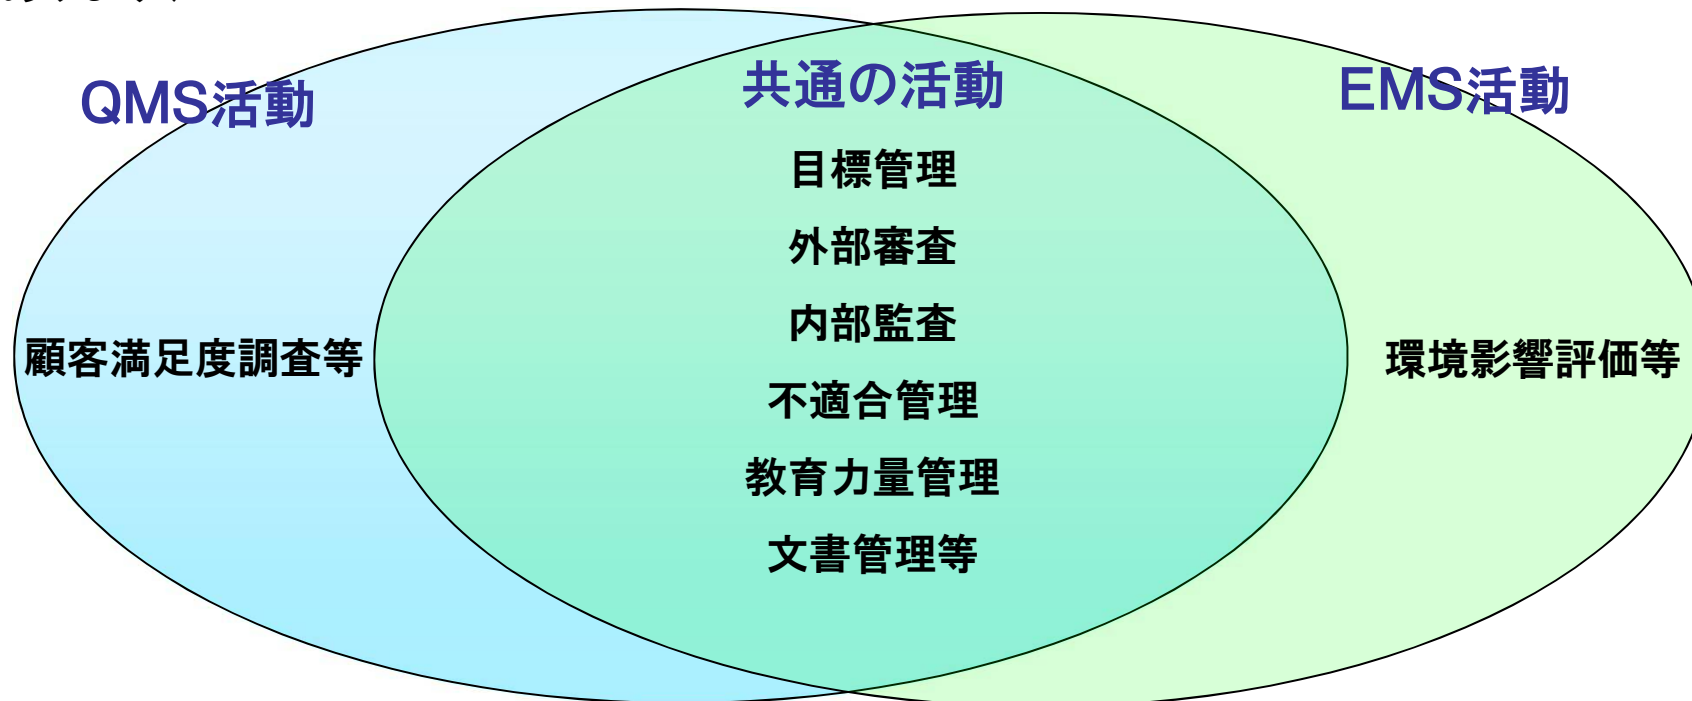 QMS活動
共通の活動
EMS活動
目標管理
外部審査
内部監査
不適合管理
教育力量管理
文書管理等
顧客満足度調査等
環境影響評価等